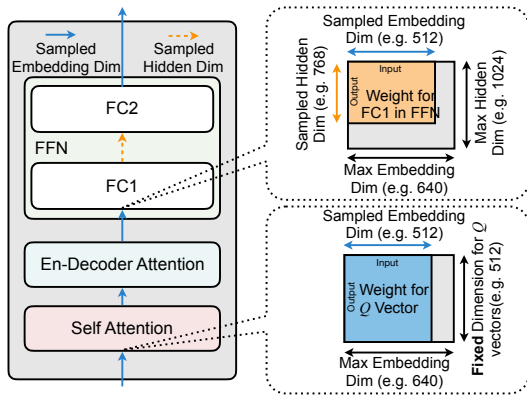 Sampled
Embedding Dim
Sampled
Hidden Dim
FC2
FFN
FC1
En-Decoder Attention
Self Attention
Sampled Embedding
Dim (e.g. 512)
Sampled Hidden
Dim (e.g. 768)
Input
Output
Weight for
FC1 in FFN
Max Hidden
Dim (e.g. 1024)
Max Embedding
Dim (e.g. 640)
Sampled Embedding
Dim (e.g. 512)
Input
Output
Weight for
Q Vector
Fixed Dimension for Q
vectors(e.g. 512)
Max Embedding
Dim (e.g. 640)